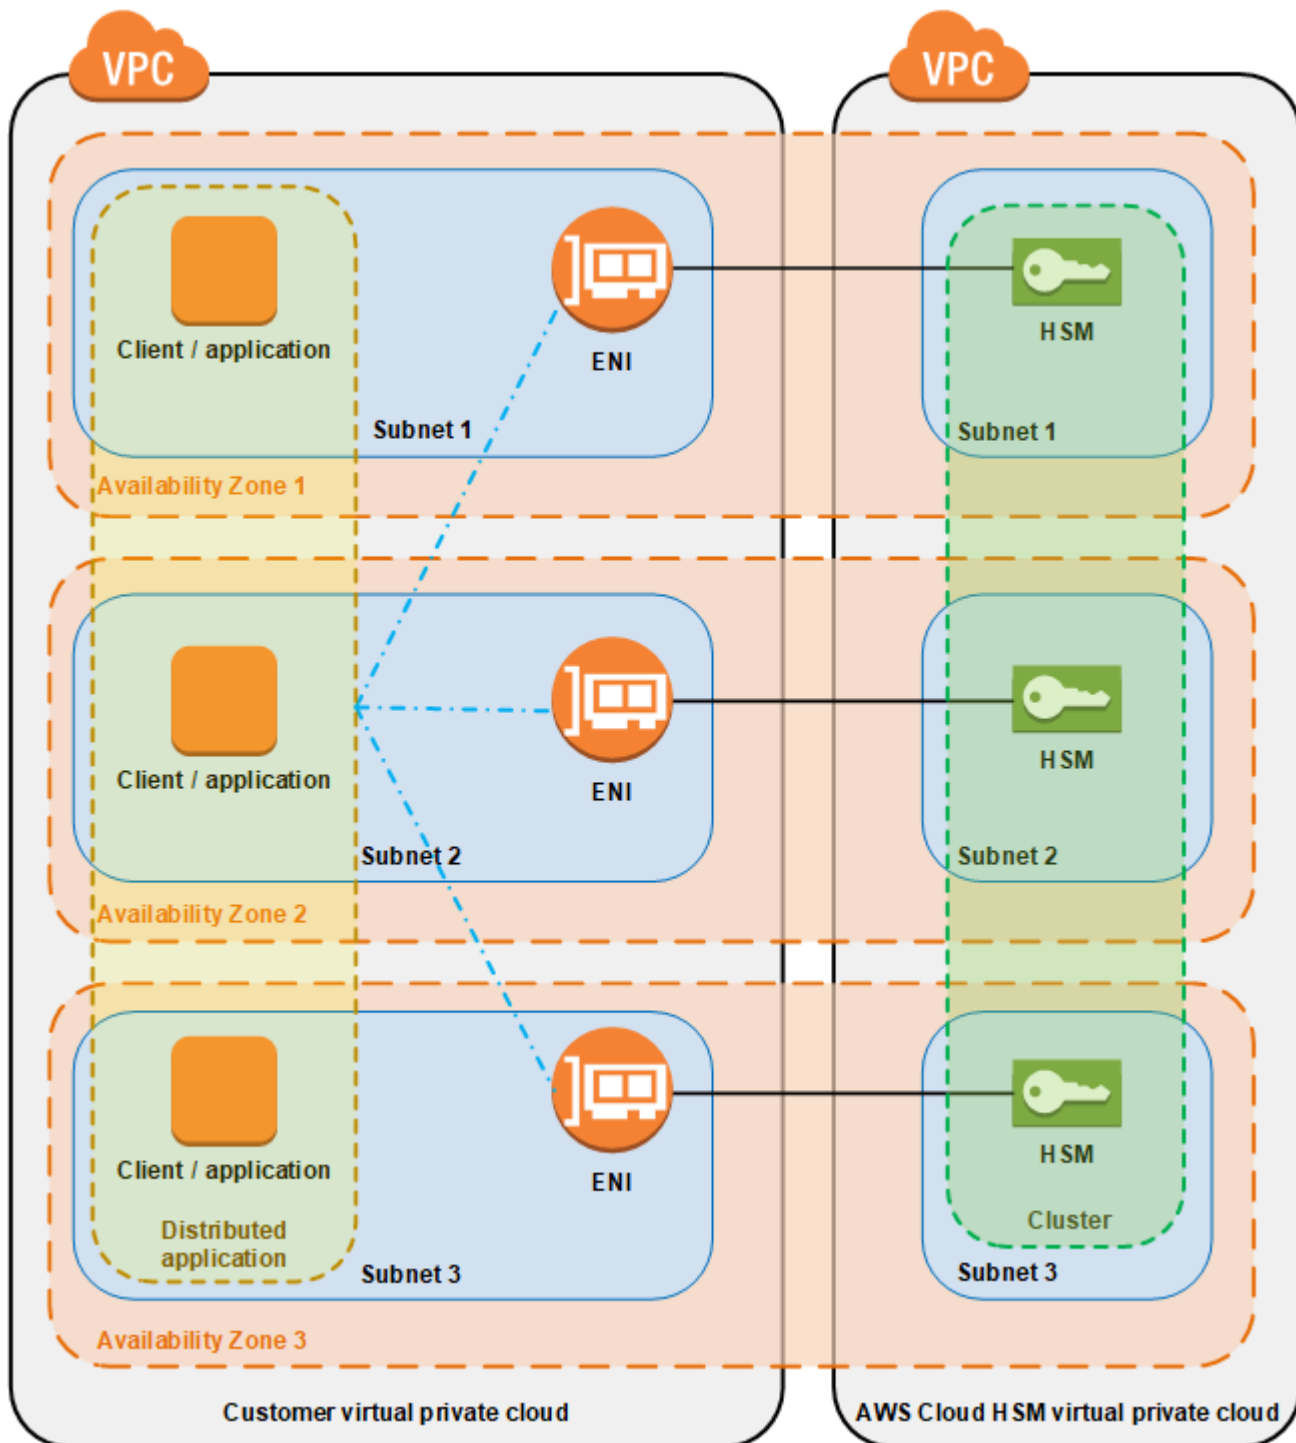 VPC
VPC
Client / application
ENI
HSM
Subnet 1
Subnet 1
Availability Zone 1
Client / application
ENI
HSM
Subnet 2
Subnet 2
Availability Zone 2
Client / application
ENI
HSM
Distributed
application
Cluster
Subnet 3
Subnet 3
Availability Zone 3
Customer virtual private cloud
AWS Cloud HSM virtual private cloud